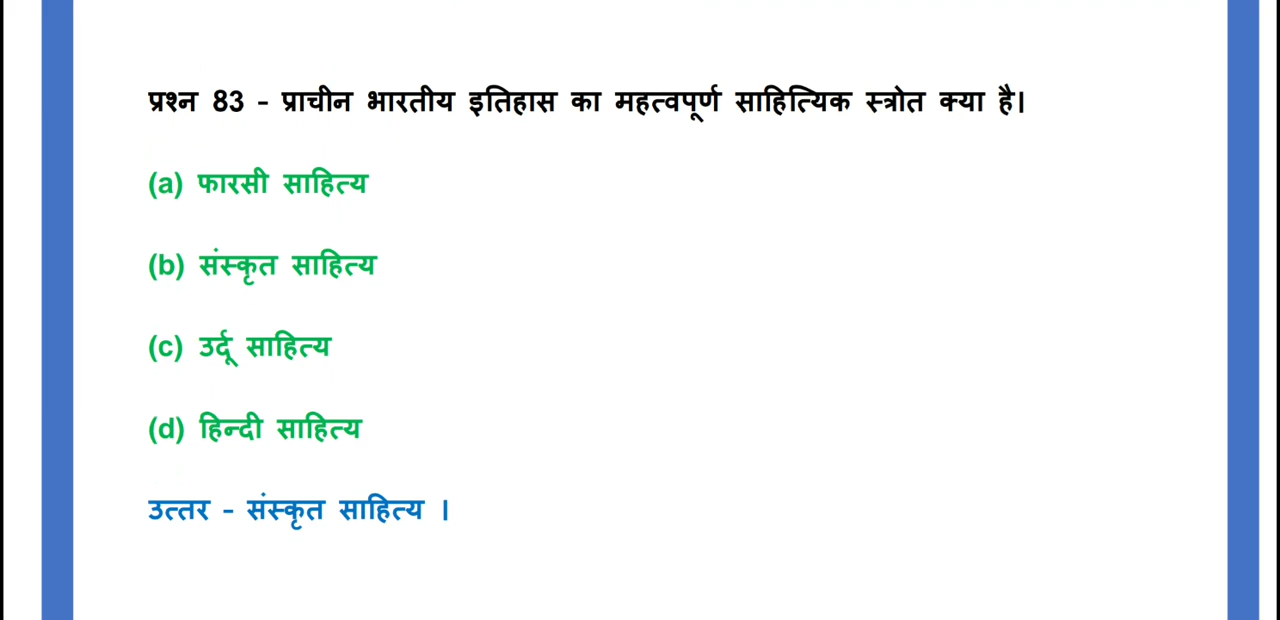 प्रश्न 83 - प्राचीन भारतीय इतिहास का महत्वपूर्ण साहित्यिक स्त्रोत क्या है।
(a) फारसी साहित्य
(b) संस्कृत साहित्य
(c) उर्दू साहित्य
(d) हिन्दी साहित्य
उत्तर - संस्कृत साहित्य ।